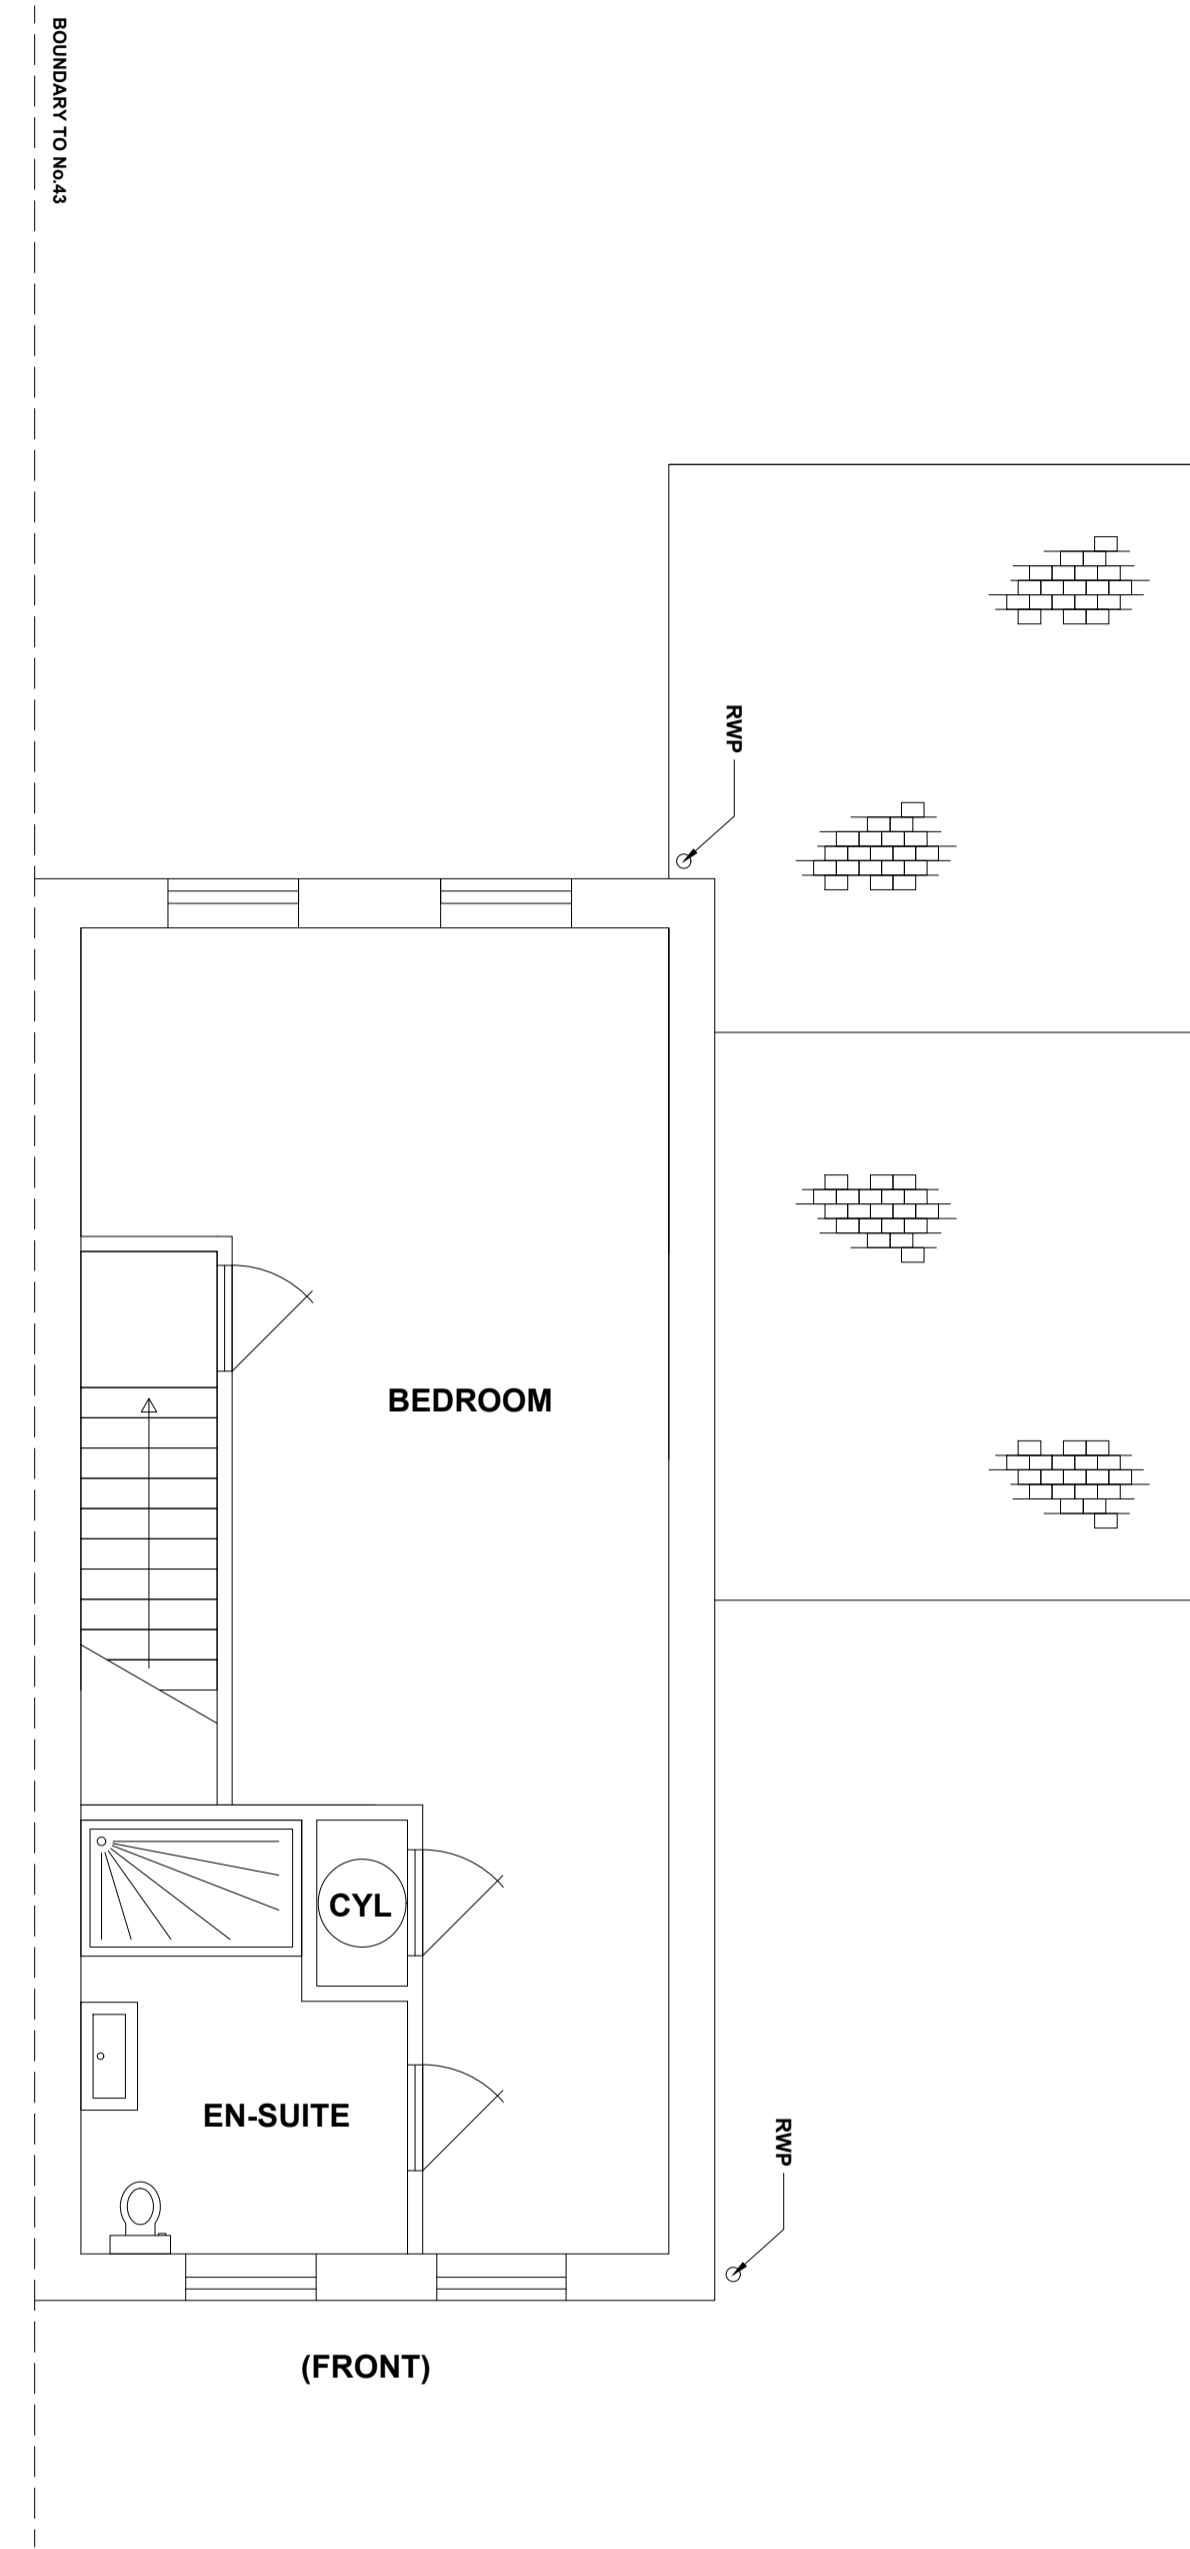 BOUNDARY TO No.43
RWP
BEDROOM
CYL
EN-SUITE
RWP
(FRONT)